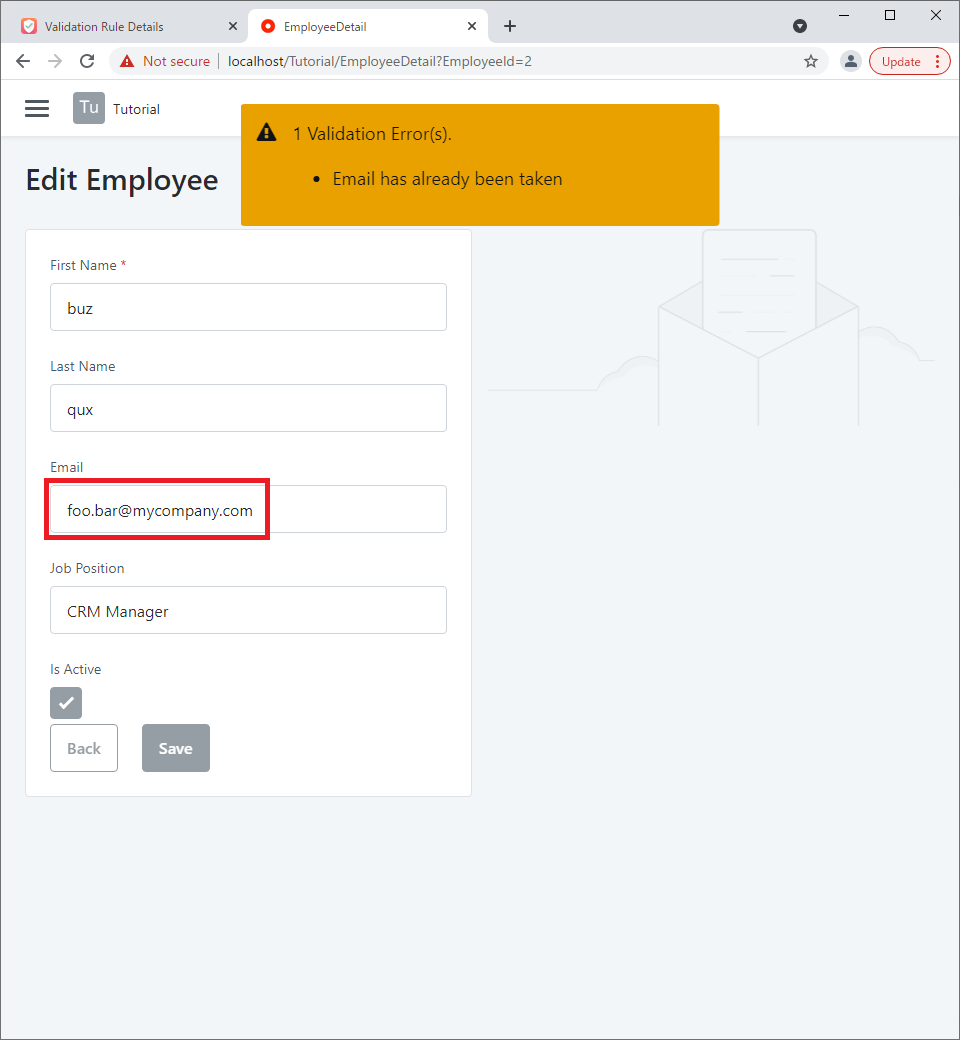 Validation Rule Details
EmployeeDetail
Not secure
localhost/Tutorial/EmployeeDetail?EmployeeId=2
Update
Tu
Tutorial
1 Validation Error(s).
Email has already been taken
Edit Employee
First Name *
buz
Last Name
qux
Email
foo.bar@mycompany.com
Job Position
CRM Manager
Is Active
Back
Save